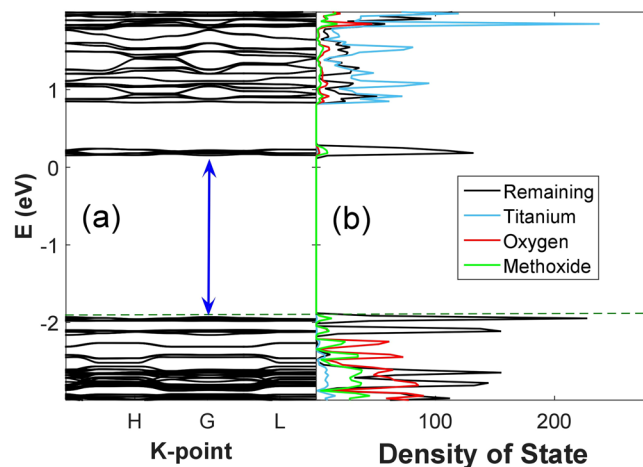 1
0
-1
-2
E (eV)
(a)
H G L
K-point
(b)
Remaining
Titanium
Oxygen
Methoxide
100 200
Density of State